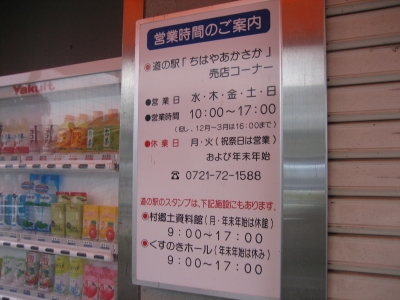 Yakult
営業時間のご案内
◉道の駅「ちはやあかさか」
売店コーナー
●営業日 水・木・金・土・日
●営業時間 10:00~17:00
(但し、12月~3月は16:00まで)
●休業日 月・火(祝祭日は営業)
および年末年始
☎ 0721-72-1588
道の駅のスタンプは、下記施設にもあります。
◉村郷土資料館(月・年末年始は休館)
9:00~17:00
◉くすのきホール(年末年始は休み)
9:00~17:00